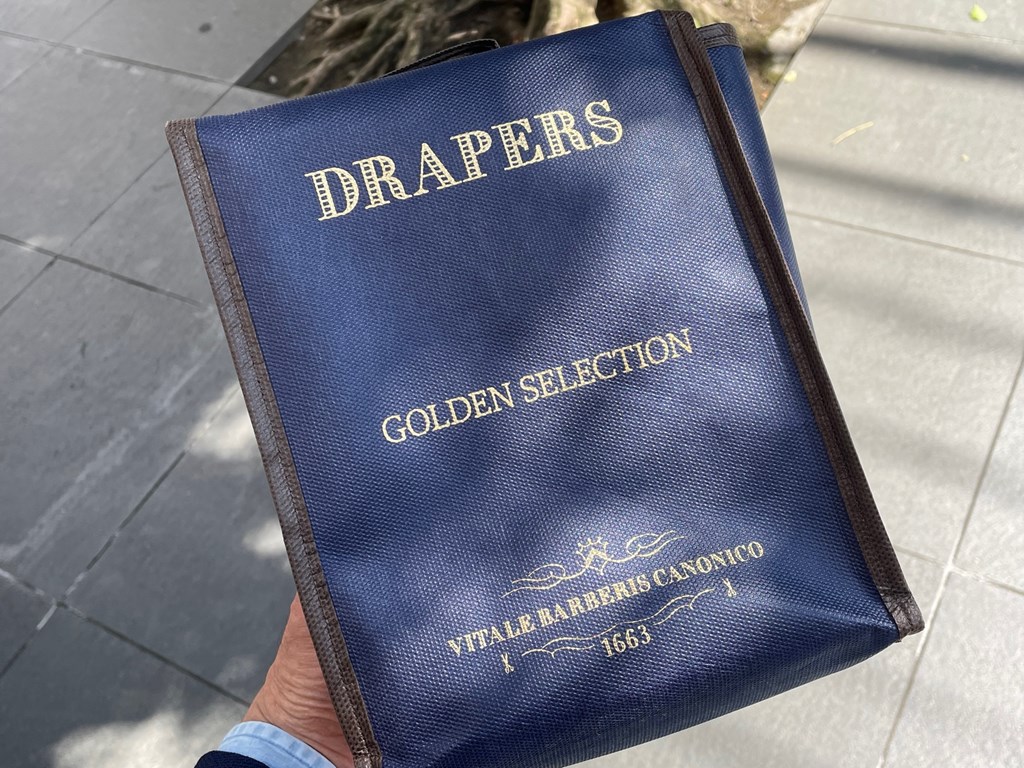 DRAPERS
GOLDEN SELECTION
VITALE BARBERIS CANONICO
1663